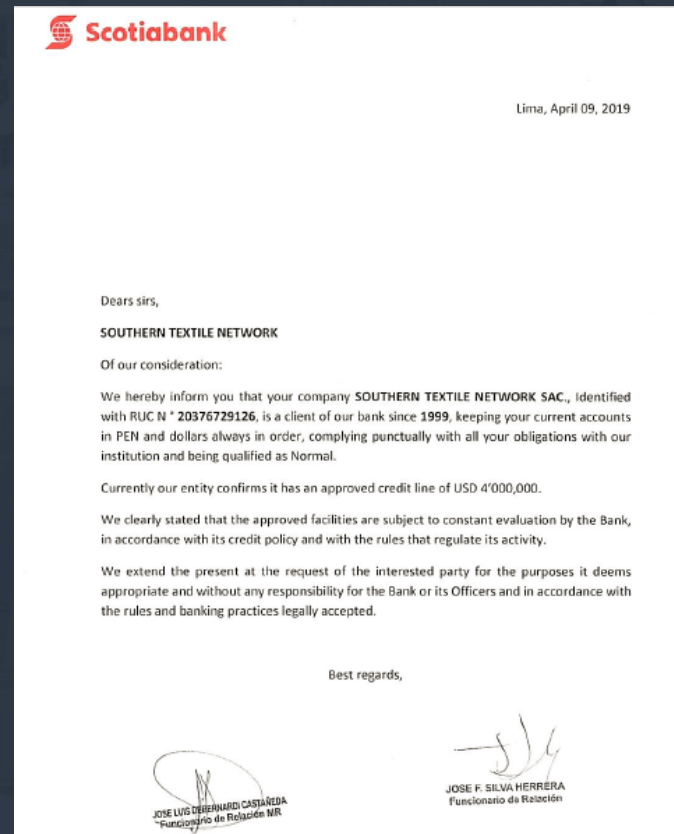 Scotiabank
Lima, April 09, 2019
Dears sirs,
SOUTHERN TEXTILE NETWORK
Of our consideration:
We hereby inform you that your company SOUTHERN TEXTILE NETWORK SAC., Identified
with RUC N ° 20376729126, is a client of our bank since 1999, keeping your current accounts
in PEN and dollars always in order, complying punctually with all your obligations with our
institution and being qualified as Normal.
Currently our entity confirms it has an approved credit line of USD 4'000,000.
We clearly stated that the approved facilities are subject to constant evaluation by the Bank,
in accordance with its credit policy and with the rules that regulate its activity.
We extend the present at the request of the interested party for the purposes it deems
appropriate and without any responsibility for the Bank or its Officers and in accordance with
the rules and banking practices legally accepted.
Best regards,
JOSE LUIS DEBERNARDI CASTAÑEDA
Funcionario de Relación MR
JOSE F. SILVA HERRERA
Funcionario de Relación